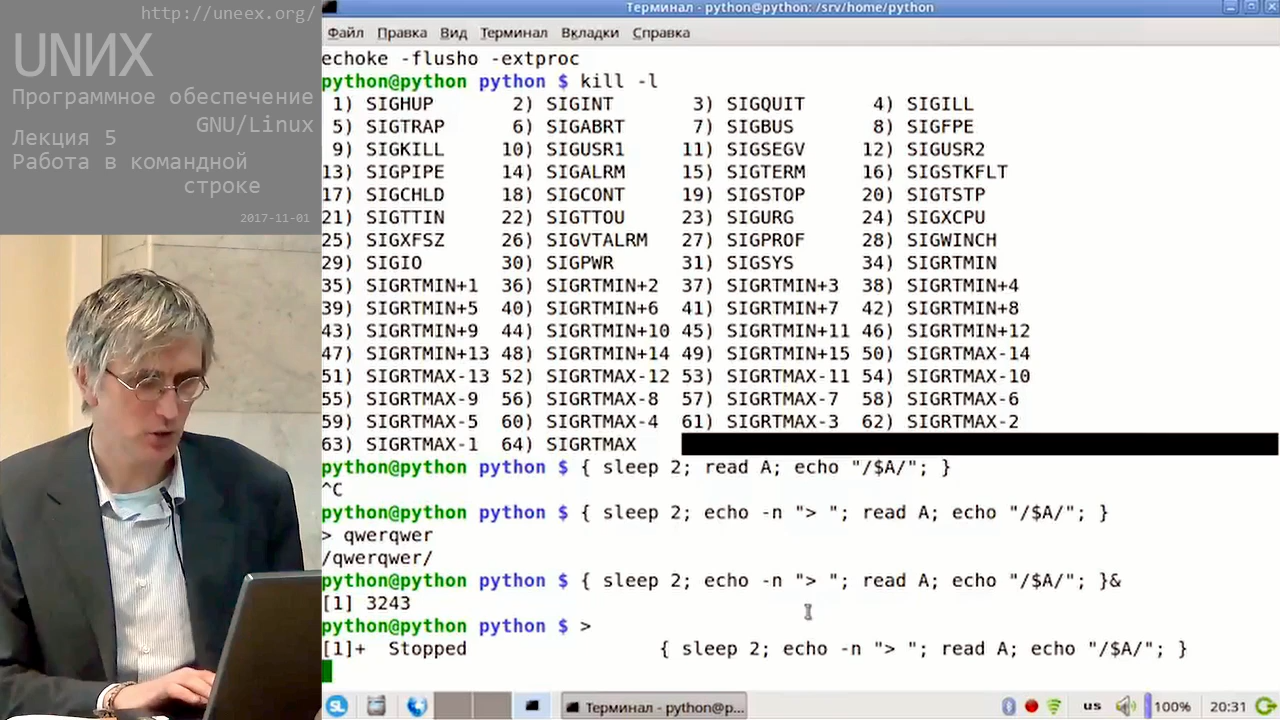 http://uneex.org/
UNИX
Программное обеспечение
GNU/Linux
Лекция 5
Работа в командной
строке
2017-11-01
Терминал - python@python: /srv/home/python
Файл Правка Вид Терминал Вкладки Справка
echoke -flusho -extproc
python@python python $ kill -l
1) SIGHUP 2) SIGINT 3) SIGQUIT 4) SIGILL
5) SIGTRAP 6) SIGABRT 7) SIGBUS 8) SIGFPE
9) SIGKILL 10) SIGUSR1 11) SIGSEGV 12) SIGUSR2
13) SIGPIPE 14) SIGALRM 15) SIGTERM 16) SIGSTKFLT
17) SIGCHLD 18) SIGCONT 19) SIGSTOP 20) SIGTSTP
21) SIGTTIN 22) SIGTTOU 23) SIGURG 24) SIGXCPU
25) SIGXFSZ 26) SIGVTALRM 27) SIGPROF 28) SIGWINCH
29) SIGIO 30) SIGPWR 31) SIGSYS 34) SIGRTMIN
35) SIGRTMIN+1 36) SIGRTMIN+2 37) SIGRTMIN+3 38) SIGRTMIN+4
39) SIGRTMIN+5 40) SIGRTMIN+6 41) SIGRTMIN+7 42) SIGRTMIN+8
43) SIGRTMIN+9 44) SIGRTMIN+10 45) SIGRTMIN+11 46) SIGRTMIN+12
47) SIGRTMIN+13 48) SIGRTMIN+14 49) SIGRTMIN+15 50) SIGRTMAX-14
51) SIGRTMAX-13 52) SIGRTMAX-12 53) SIGRTMAX-11 54) SIGRTMAX-10
55) SIGRTMAX-9 56) SIGRTMAX-8 57) SIGRTMAX-7 58) SIGRTMAX-6
59) SIGRTMAX-5 60) SIGRTMAX-4 61) SIGRTMAX-3 62) SIGRTMAX-2
63) SIGRTMAX-1 64) SIGRTMAX
python@python python $ { sleep 2; read A; echo "/$A/"; }
^C
python@python python $ { sleep 2; echo -n "> "; read A; echo "/$A/"; }
> qwerqwer
/qwerqwer/
python@python python $ { sleep 2; echo -n "> "; read A; echo "/$A/"; }&
[1] 3243
python@python python $ >
[1]+ Stopped { sleep 2; echo -n "> "; read A; echo "/$A/"; }
SL
Терминал - python@p...
us
100%
20:31